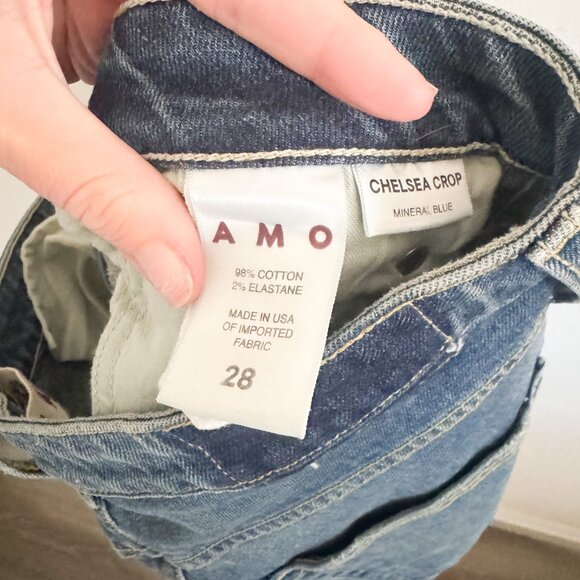 AMO
98% COTTON
2% ELASTANE
MADE IN USA
OF IMPORTED
FABRIC
28
CHELSEA CROP
MINERAL BLUE